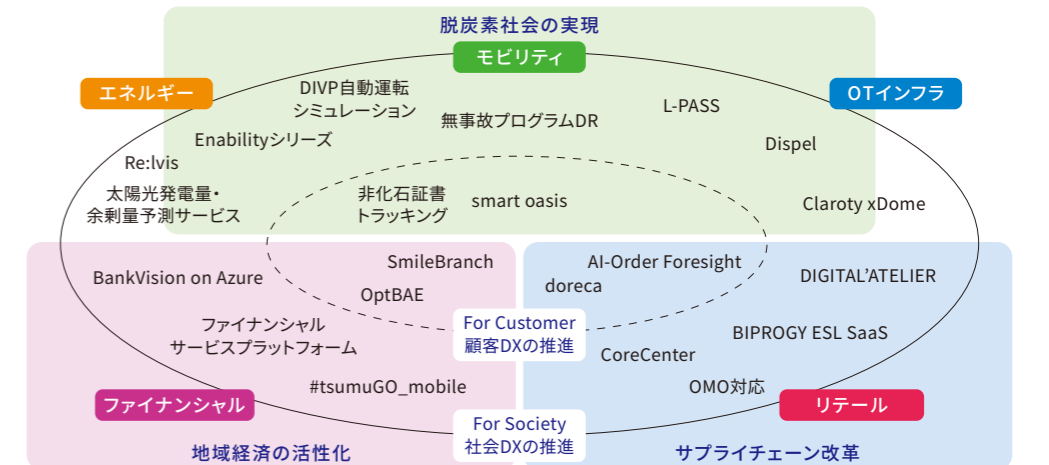 脱炭素社会の実現
モビリティ
エネルギー
OTインフラ
DIVP自動運転
シミュレーション
無事故プログラムDR
L-PASS
Enabilityシリーズ
Dispel
Re:lvis
太陽光発電量・
余剰量予測サービス
非化石証書
トラッキング
smart oasis
Claroty xDome
BankVision on Azure
SmileBranch
OptBAE
AI-Order Foresight
doreca
DIGITAL’ATELIER
ファイナンシャル
サービスプラットフォーム
For Customer
顧客DXの推進
BIPROGY ESL SaaS
CoreCenter
#tsumuGO_mobile
OMO対応
ファイナンシャル
リテール
For Society
社会DXの推進
地域経済の活性化
サプライチェーン改革